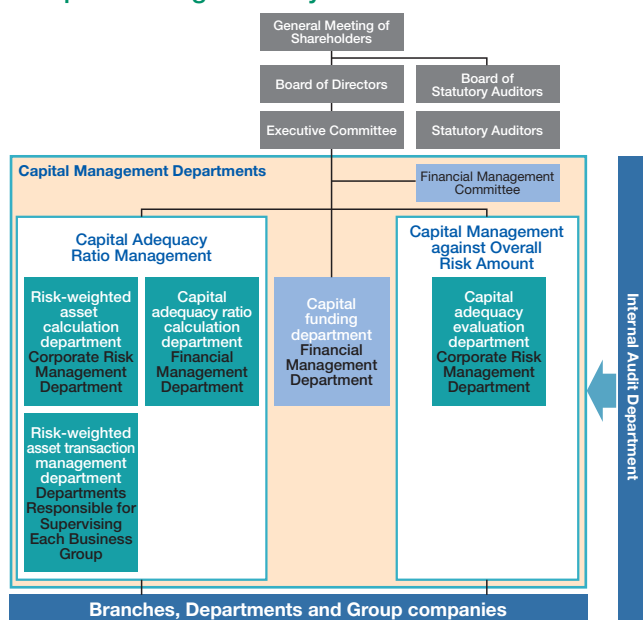 General Meeting of
Shareholders
Board of Directors
Board of
Statutory Auditors
Executive Committee
Statutory Auditors
Capital Management Departments
Financial Management
Committee
Capital Adequacy
Ratio Management
Capital Management
against Overall
Risk Amount
Risk-weighted
asset
calculation
department
Corporate Risk
Management
Department
Capital
adequacy ratio
calculation
department
Financial
Management
Department
Capital
funding
department
Financial
Management
Department
Capital
adequacy
evaluation
department
Corporate Risk
Management
Department
Risk-weighted
asset transaction
management
department
Departments
Responsible for
Supervising
Each Business
Group
Internal Audit Department
Branches, Departments and Group companies